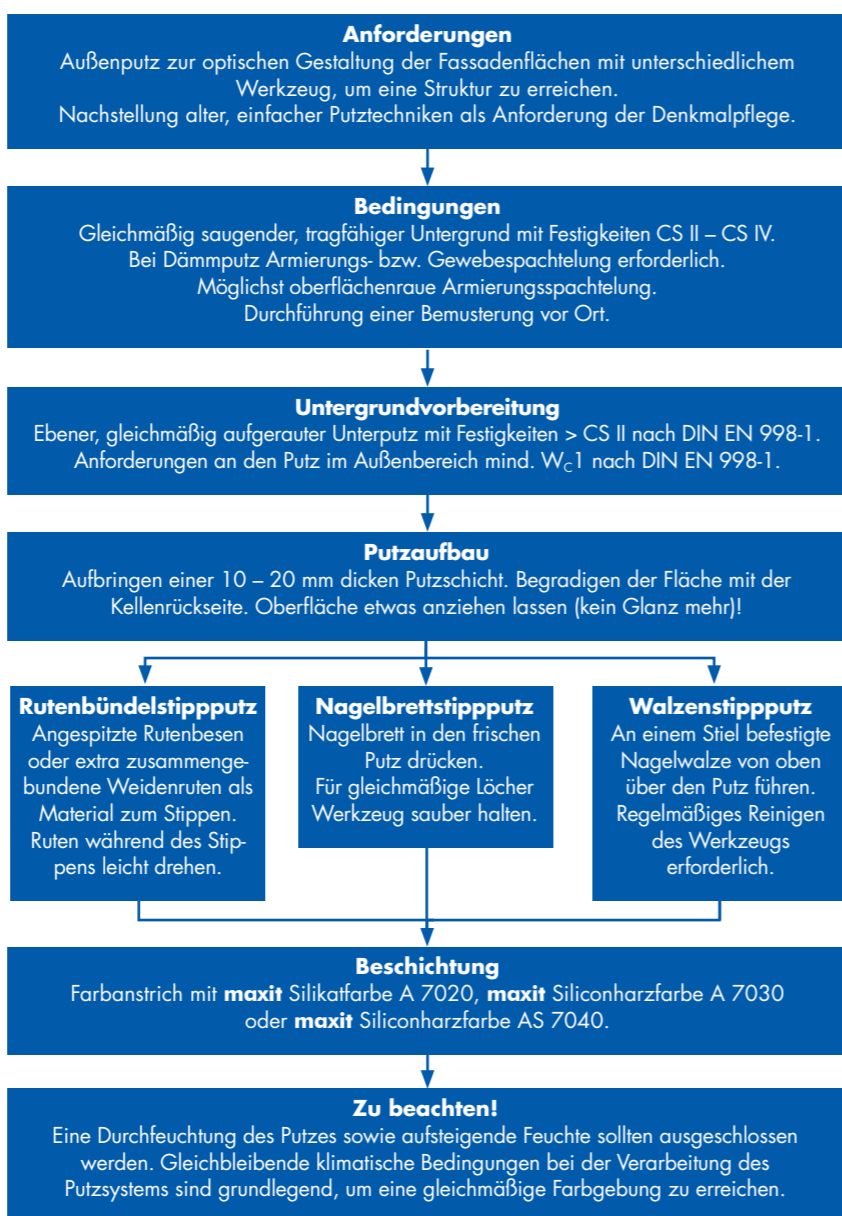 Anforderungen
Außenputz zur optischen Gestaltung der Fassadenflächen mit unterschiedlichem
Werkzeug, um eine Struktur zu erreichen.
Nachstellung alter, einfacher Putztechniken als Anforderung der Denkmalpflege.
Bedingungen
Gleichmäßig saugender, tragfähiger Untergrund mit Festigkeiten CS II – CS IV.
Bei Dämmputz Armierungs- bzw. Gewebespachtelung erforderlich.
Möglichst oberflächenraue Armierungsspachtelung.
Durchführung einer Bemusterung vor Ort.
Untergrundvorbereitung
Ebener, gleichmäßig aufgerauter Unterputz mit Festigkeiten > CS II nach DIN EN 998-1.
Anforderungen an den Putz im Außenbereich mind. W_C1 nach DIN EN 998-1.
Putzaufbau
Aufbringen einer 10 – 20 mm dicken Putzschicht. Begradigen der Fläche mit der
Kellenrückseite. Oberfläche etwas anziehen lassen (kein Glanz mehr)!
Rutenbündelstippputz
Angespitzte Rutenbesen
oder extra zusammenge-
bundene Weidenruten als
Material zum Stippen.
Ruten während des Stip-
pens leicht drehen.
Nagelbrettstippputz
Nagelbrett in den frischen
Putz drücken.
Für gleichmäßige Löcher
Werkzeug sauber halten.
Walzenstippputz
An einem Stiel befestigte
Nagelwalze von oben
über den Putz führen.
Regelmäßiges Reinigen
des Werkzeugs
erforderlich.
Beschichtung
Farbanstrich mit maxit Silikatfarbe A 7020, maxit Siliconharzfarbe A 7030
oder maxit Siliconharzfarbe AS 7040.
Zu beachten!
Eine Durchfeuchtung des Putzes sowie aufsteigende Feuchte sollten ausgeschlossen
werden. Gleichbleibende klimatische Bedingungen bei der Verarbeitung des
Putzsystems sind grundlegend, um eine gleichmäßige Farbgebung zu erreichen.